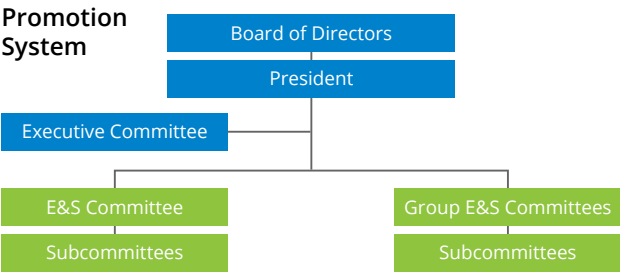 Promotion
System
Board of Directors
President
Executive Committee
E&S Committee
Group E&S Committees
Subcommittees
Subcommittees